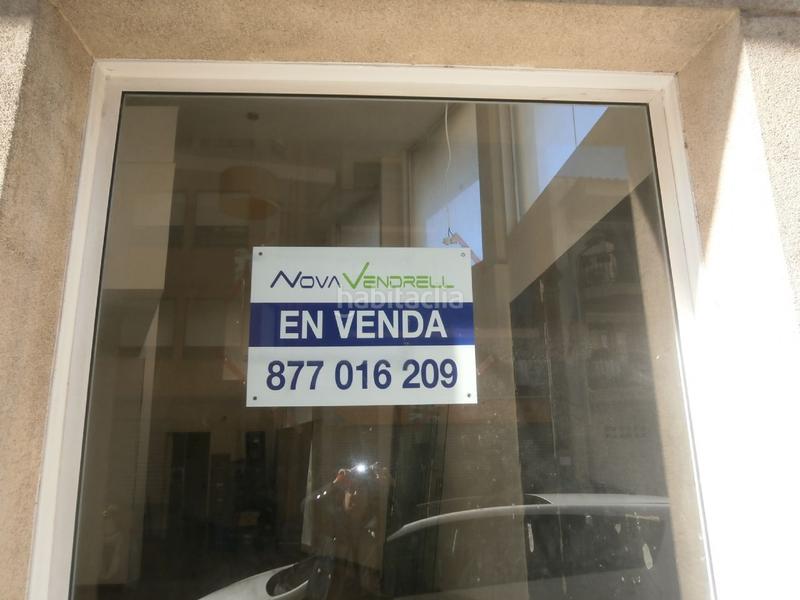 NOVAVENDRELL
habitaclia
EN VENDA
877 016 209